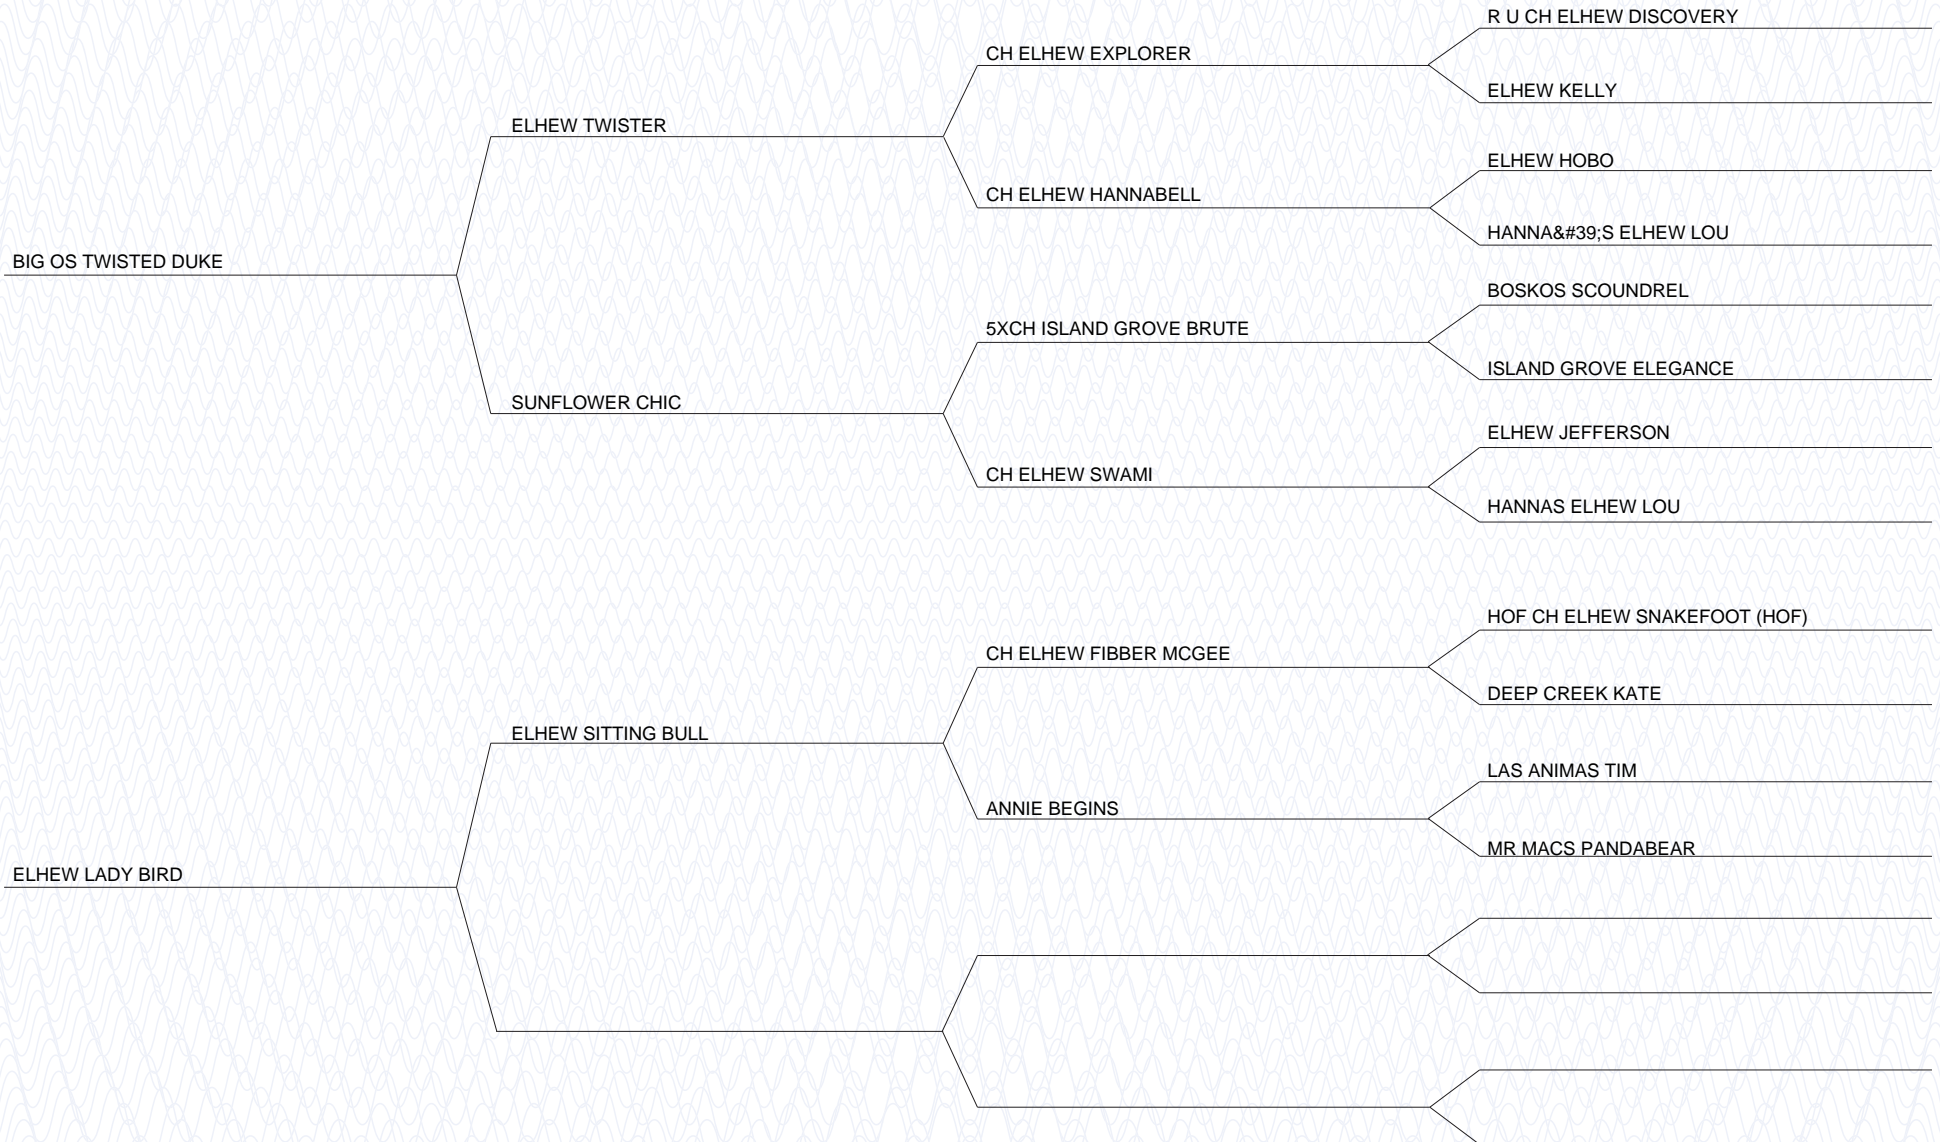 R U CH ELHEW DISCOVERY
CH ELHEW EXPLORER
ELHEW KELLY
ELHEW TWISTER
ELHEW HOBO
CH ELHEW HANNABELL
HANNA&#39;S ELHEW LOU
BIG OS TWISTED DUKE
BOSKOS SCOUNDREL
5XCH ISLAND GROVE BRUTE
ISLAND GROVE ELEGANCE
SUNFLOWER CHIC
ELHEW JEFFERSON
CH ELHEW SWAMI
HANNAS ELHEW LOU
HOF CH ELHEW SNAKEFOOT (HOF)
CH ELHEW FIBBER MCGEE
DEEP CREEK KATE
ELHEW SITTING BULL
LAS ANIMAS TIM
ANNIE BEGINS
MR MACS PANDABEAR
ELHEW LADY BIRD